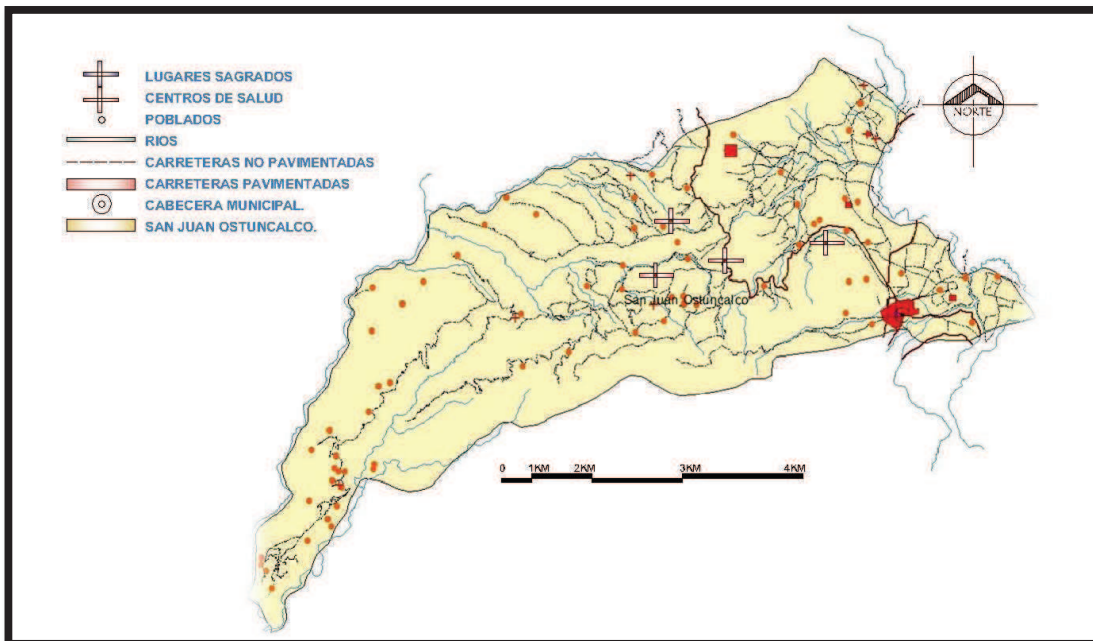 LUGARES SAGRADOS
CENTROS DE SALUD
POBLADOS
RIOS
CARRETERAS NO PAVIMENTADAS
CARRETERAS PAVIMENTADAS
CABECERA MUNICIPAL.
SAN JUAN OSTUNCALCO.
NORTE
San Juan Ostuncalco
0 1KM 2KM 3KM 4KM